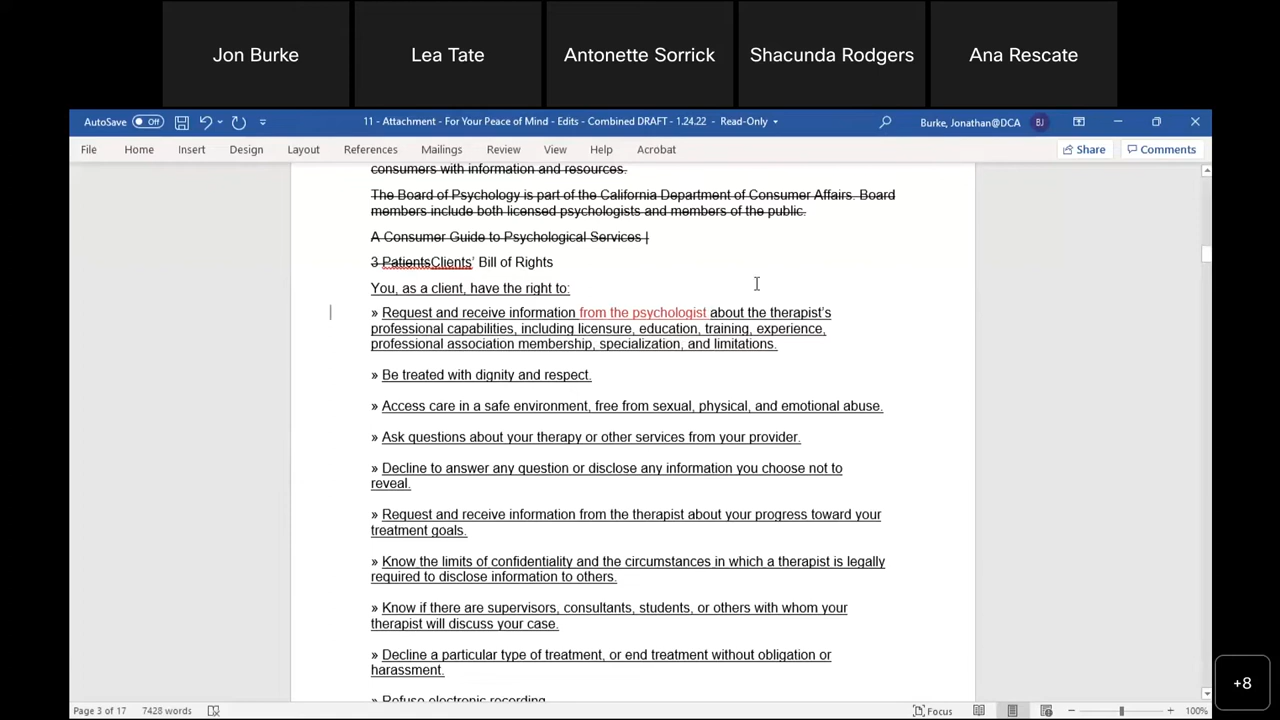 Jon Burke
Lea Tate
Antonette Sorrick
Shacunda Rodgers
Ana Rescate
AutoSave Off
11 - Attachment - For Your Peace of Mind - Edits - Combined DRAFT - 1.24.22 - Read-Only
Burke, Jonathan@DCA BJ
File Home Insert Design Layout References Mailings Review View Help Acrobat Share Comments
consumers with information and resources.
The Board of Psychology is part of the California Department of Consumer Affairs. Board
members include both licensed psychologists and members of the public.
A Consumer Guide to Psychological Services |
3 PatientsClients' Bill of Rights
You, as a client, have the right to:
» Request and receive information from the psychologist about the therapist's
professional capabilities, including licensure, education, training, experience,
professional association membership, specialization, and limitations.
» Be treated with dignity and respect.
» Access care in a safe environment, free from sexual, physical, and emotional abuse.
» Ask questions about your therapy or other services from your provider.
» Decline to answer any question or disclose any information you choose not to
reveal.
» Request and receive information from the therapist about your progress toward your
treatment goals.
» Know the limits of confidentiality and the circumstances in which a therapist is legally
required to disclose information to others.
» Know if there are supervisors, consultants, students, or others with whom your
therapist will discuss your case.
» Decline a particular type of treatment, or end treatment without obligation or
harassment.
» Refuse electronic recording
+8
Page 3 of 17 7428 words Focus 100%